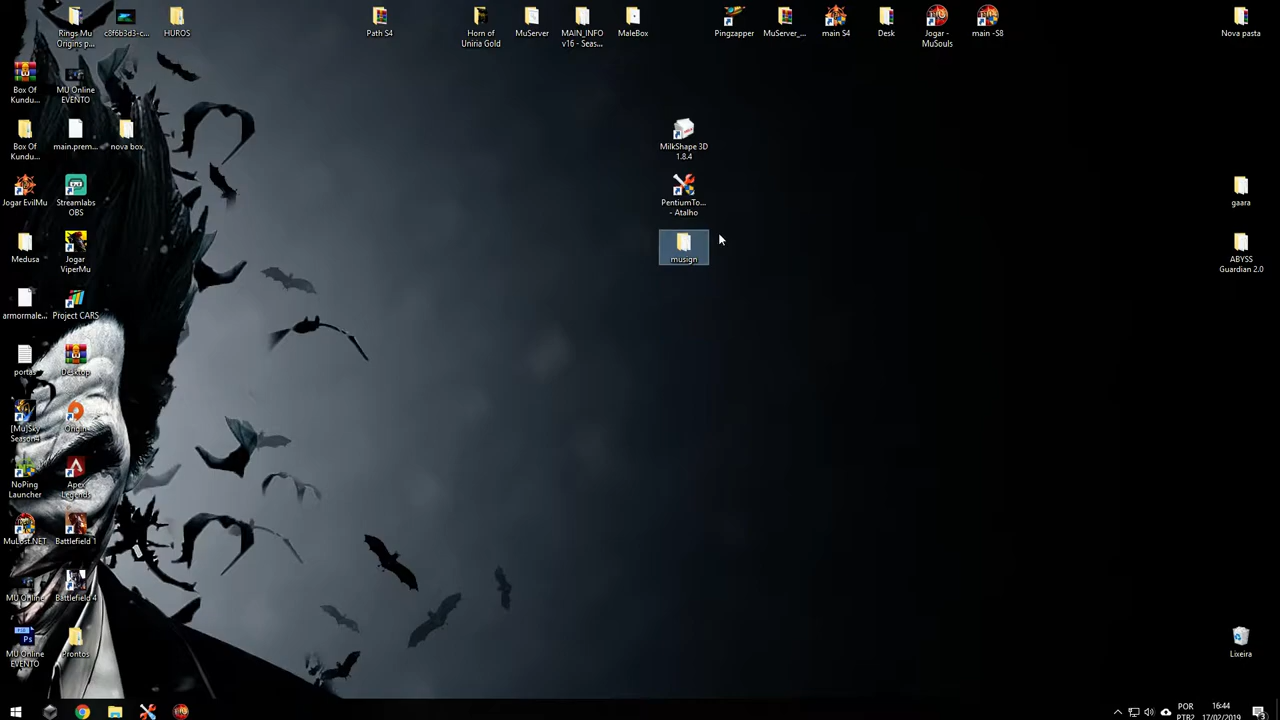 Rings Mu
Origins p...
c8f6b3d3-c...
HUROS
Path S4
Horn of
Uniria Gold
MuServer
MAIN_INFO
v16 - Seas...
MaleBox
Pingzapper
MuServer_...
main S4
Desk
Jogar -
MuSouls
main -S8
Nova pasta
Box Of
Kundu...
MU Online
EVENTO
Box Of
Kundu...
main.prem...
nova box
MilkShape 3D
1.8.4
Jogar EvilMu
Streamlabs
OBS
PentiumTo...
- Atalho
gaara
Medusa
Jogar
ViperMu
musign
ABYSS
Guardian 2.0
armormale...
Project CARS
portas
Desktop
[Mu]Sky
Season4
Origin
NoPing
Launcher
Apex
Legends
MuLost.NET
Battlefield 1
MU Online
Battlefield 4
Ps
MU Online
EVENTO
Prontos
Lixeira
POR
PTB2
16:44
17/02/2019